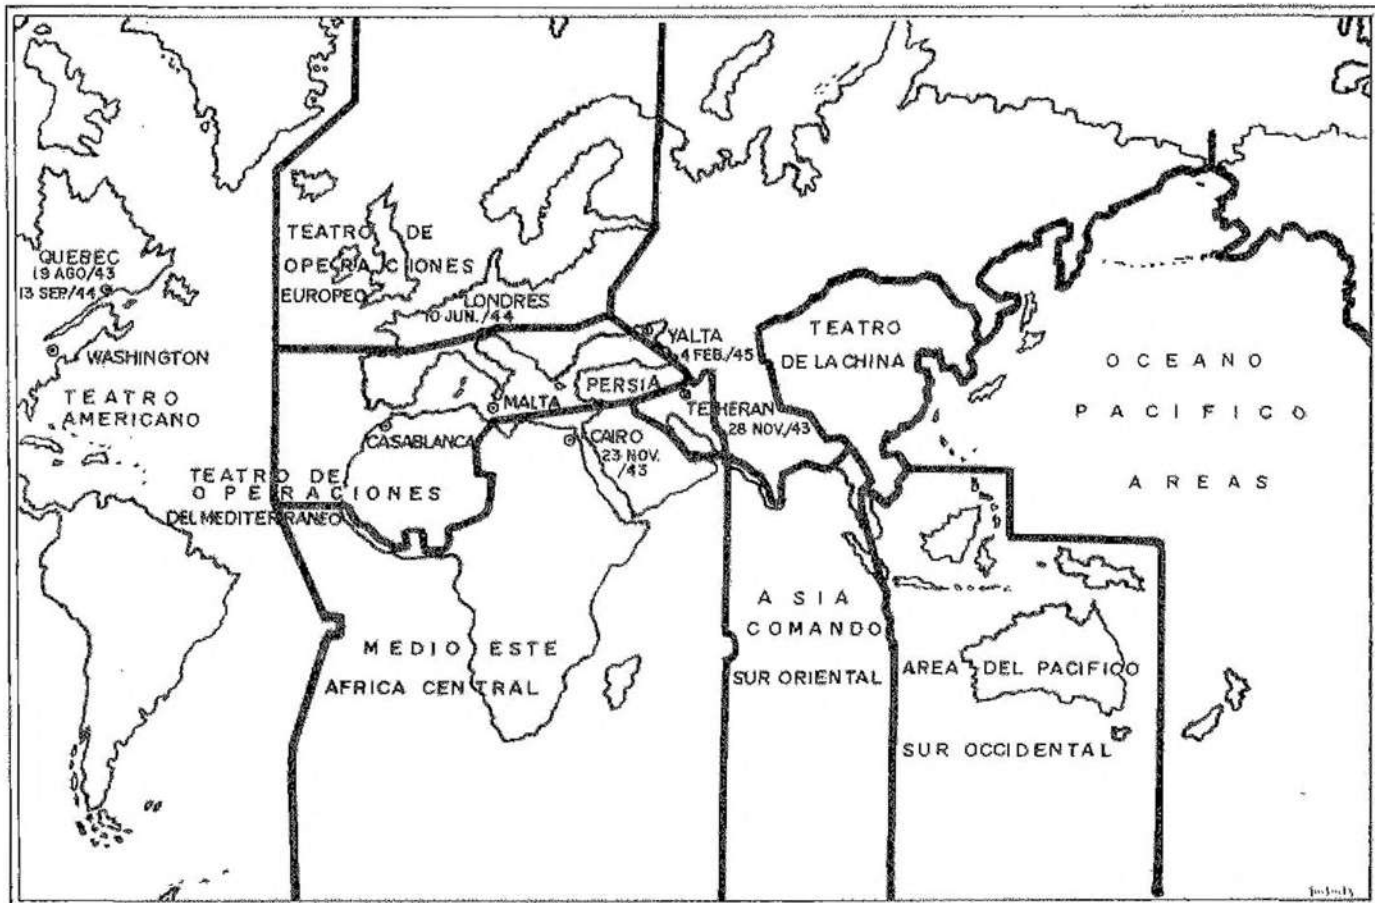 QUEBEC
19 AGO/43
13 SEP./44
WASHINGTON
TEATRO
AMERICANO
TEATRO DE
OPERACIONES
EUROPEO
LONDRES
10 JUN./44
YALTA
4 FEB./45
PERSIA
MALTA
CASABLANCA
CAIRO
23 NOV.
/43
TEHERAN
28 NOV./43
TEATRO
DE LA CHINA
OCEANO
PACIFICO
AREAS
TEATRO DE
OPERACIONES
DEL MEDITERRANEO
MEDIO ESTE
AFRICA CENTRAL
ASIA
COMANDO
SUR ORIENTAL
AREA DEL PACIFICO
SUR OCCIDENTAL